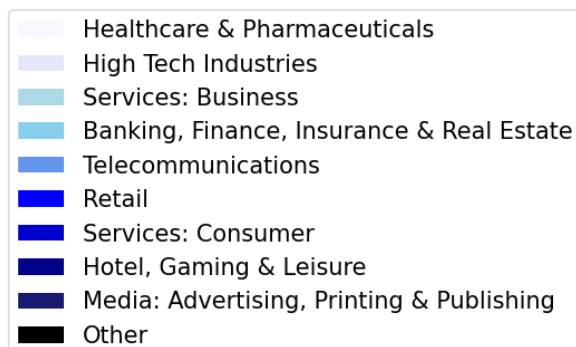 Healthcare & Pharmaceuticals
High Tech Industries
Services: Business
Banking, Finance, Insurance & Real Estate
Telecommunications
Retail
Services: Consumer
Hotel, Gaming & Leisure
Media: Advertising, Printing & Publishing
Other